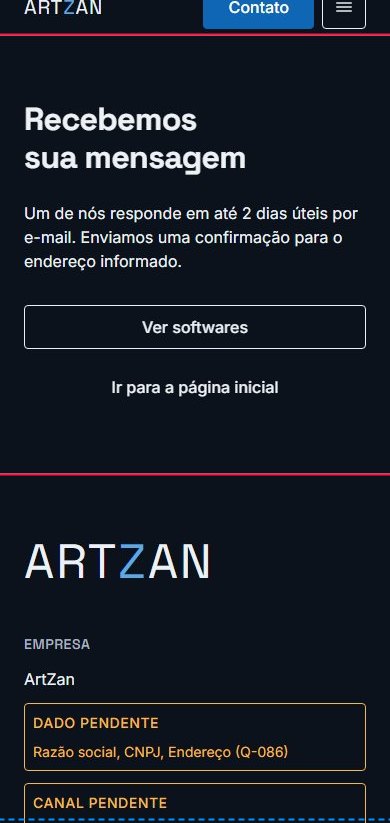 ARTZAN
Contato
Recebemos
sua mensagem
Um de nós responde em até 2 dias úteis por
e-mail. Enviamos uma confirmação para o
endereço informado.
Ver softwares
Ir para a página inicial
ARTZAN
EMPRESA
ArtZan
DADO PENDENTE
Razão social, CNPJ, Endereço (Q-086)
CANAL PENDENTE